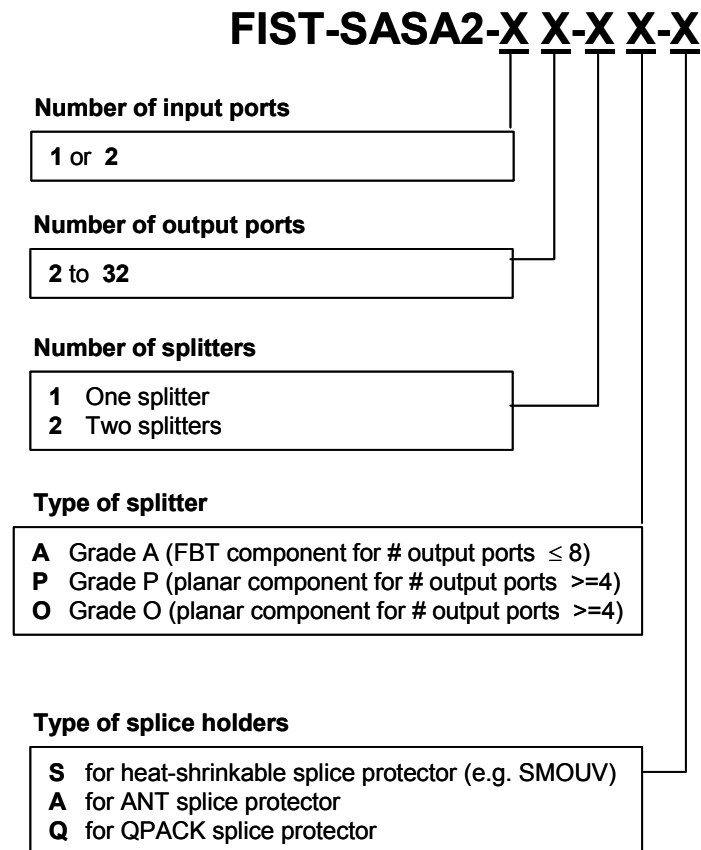 FIST-SASA2-X X-X X-X
Number of input ports
1 or 2
Number of output ports
2 to 32
Number of splitters
1 One splitter
2 Two splitters
Type of splitter
A Grade A (FBT component for # output ports ≤ 8)
P Grade P (planar component for # output ports >=4)
O Grade O (planar component for # output ports >=4)
Type of splice holders
S for heat-shrinkable splice protector (e.g. SMOUV)
A for ANT splice protector
Q for QPACK splice protector